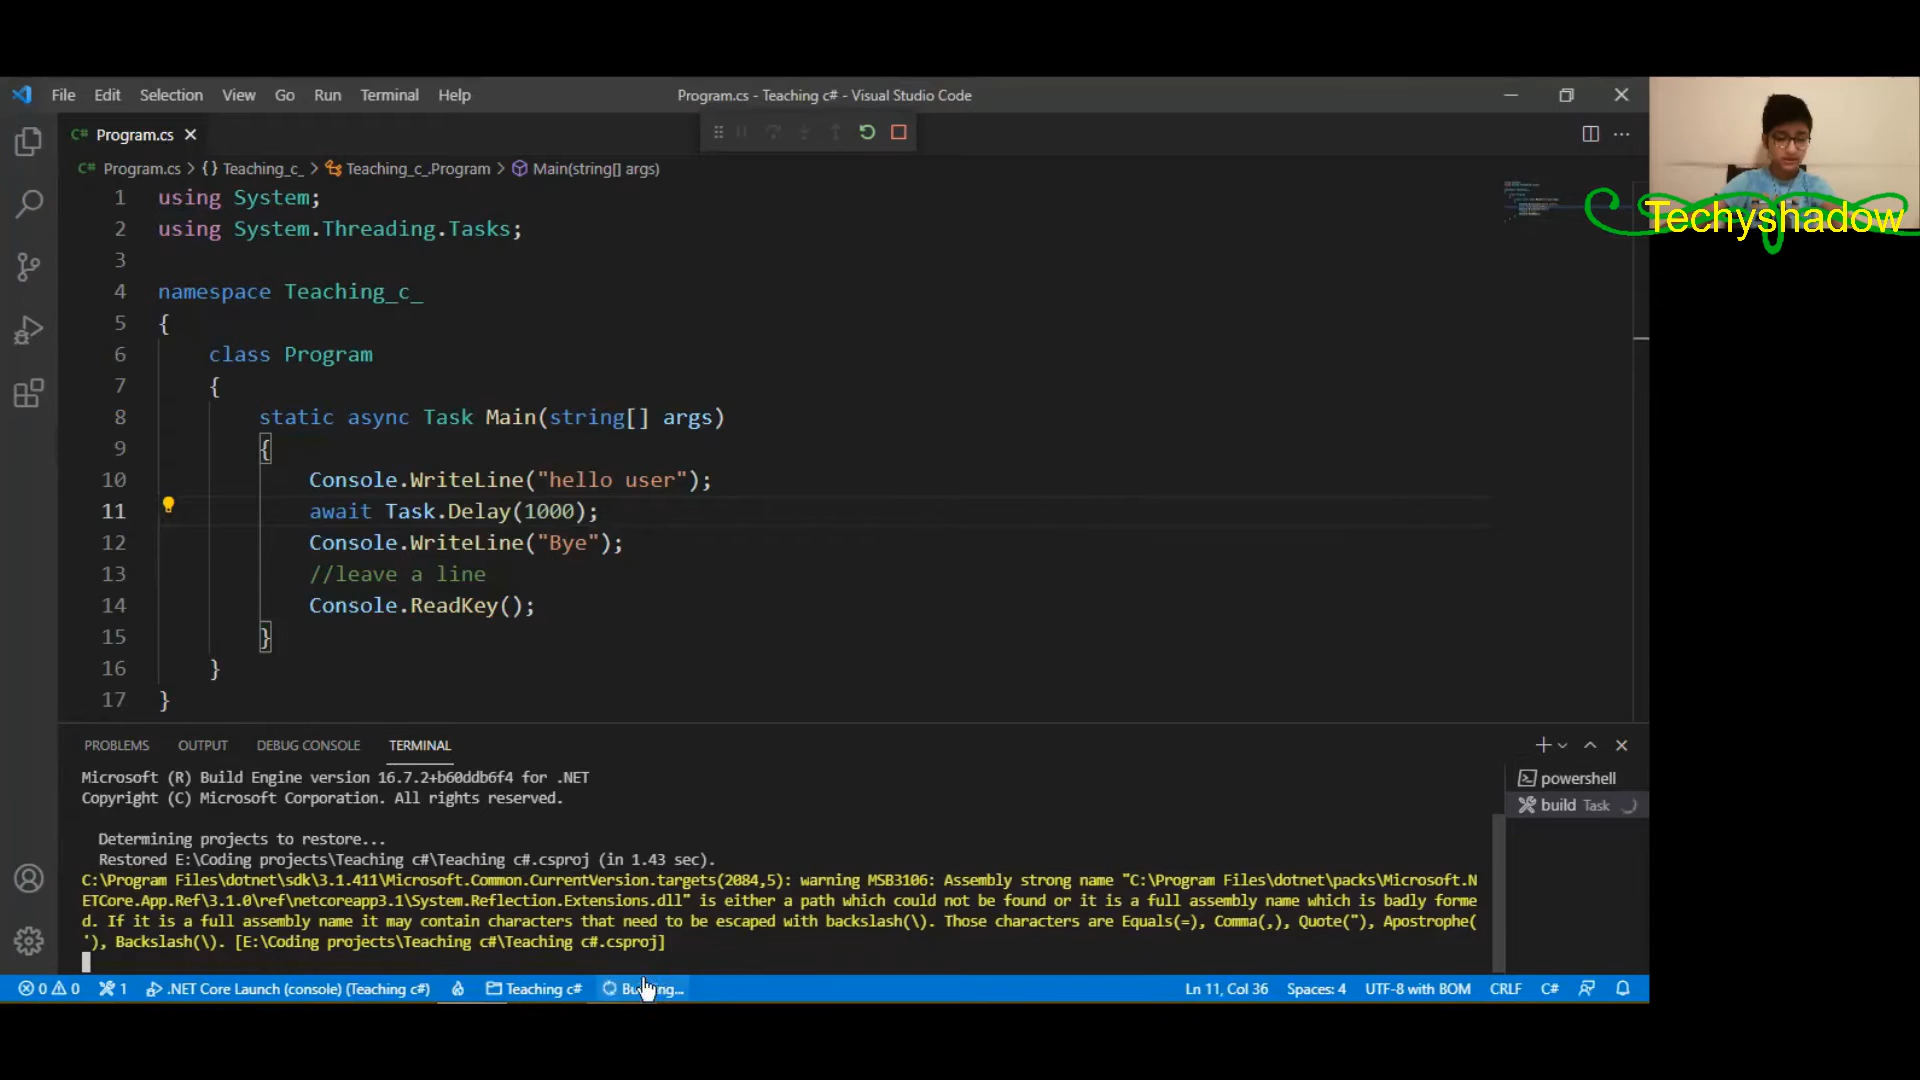 File Edit Selection View Go Run Terminal Help
Program.cs - Teaching c# - Visual Studio Code
C# Program.cs
C# Program.cs > {} Teaching_c_ > Teaching_c_.Program > Main(string[] args)
Techyshadow
1 using System;
2 using System.Threading.Tasks;
3
4 namespace Teaching_c_
5 {
6 class Program
7 {
8 static async Task Main(string[] args)
9 {
10 Console.WriteLine("hello user");
11 await Task.Delay(1000);
12 Console.WriteLine("Bye");
13 //leave a line
14 Console.ReadKey();
15 }
16 }
17 }
PROBLEMS OUTPUT DEBUG CONSOLE TERMINAL
Microsoft (R) Build Engine version 16.7.2+b60ddb6f4 for .NET
Copyright (C) Microsoft Corporation. All rights reserved.
Determining projects to restore...
Restored E:\Coding projects\Teaching c#\Teaching c#.csproj (in 1.43 sec).
C:\Program Files\dotnet\sdk\3.1.411\Microsoft.Common.CurrentVersion.targets(2084,5): warning MSB3106: Assembly strong name "C:\Program Files\dotnet\packs\Microsoft.N
ETCore.App.Ref\3.1.0\ref\netcoreapp3.1\System.Reflection.Extensions.dll" is either a path which could not be found or it is a full assembly name which is badly forme
d. If it is a full assembly name it may contain characters that need to be escaped with backslash(\). Those characters are Equals(=), Comma(,), Quote("), Apostrophe(
'), Backslash(\). [E:\Coding projects\Teaching c#\Teaching c#.csproj]
powershell
build Task
0 0 1 .NET Core Launch (console) (Teaching c#) Teaching c#
Ln 11, Col 36 Spaces: 4 UTF-8 with BOM CRLF C#